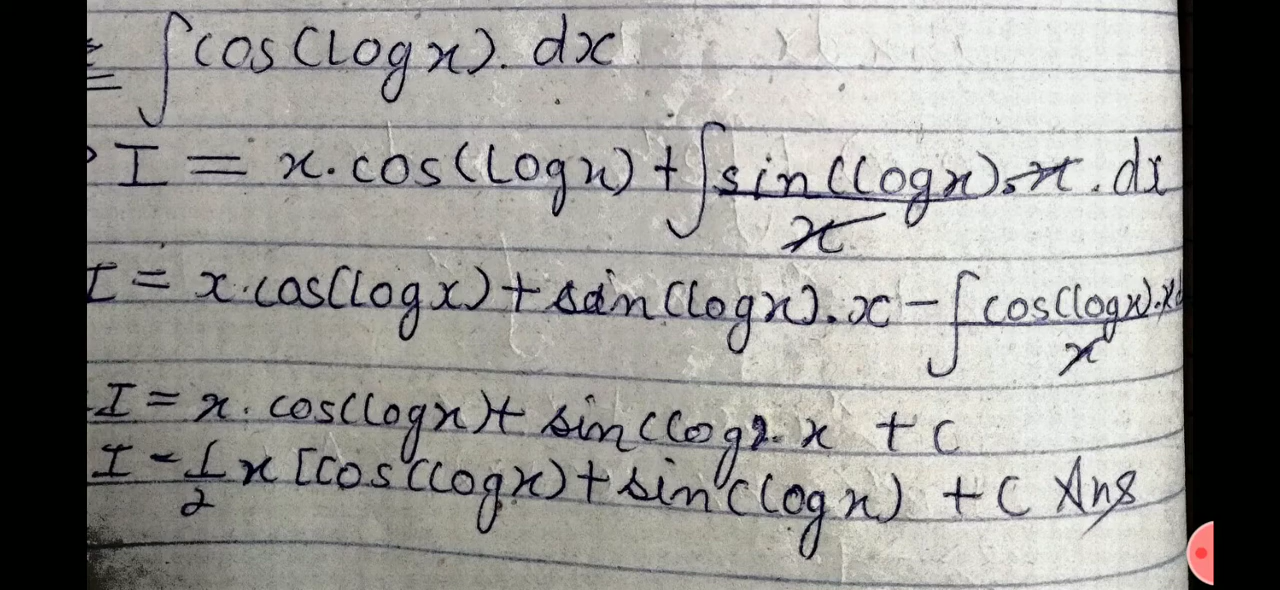 ∫cos(logx). dx
I = x.cos(logx) + ∫sin(logx).x/x . dx
I = x.cos(logx) + sin(logx).x - ∫cos(logx).x/x
I = x. cos(logx) + sin(logx. x + c
I = 1/2 x [cos(logx) + sin(logx) + C Ans